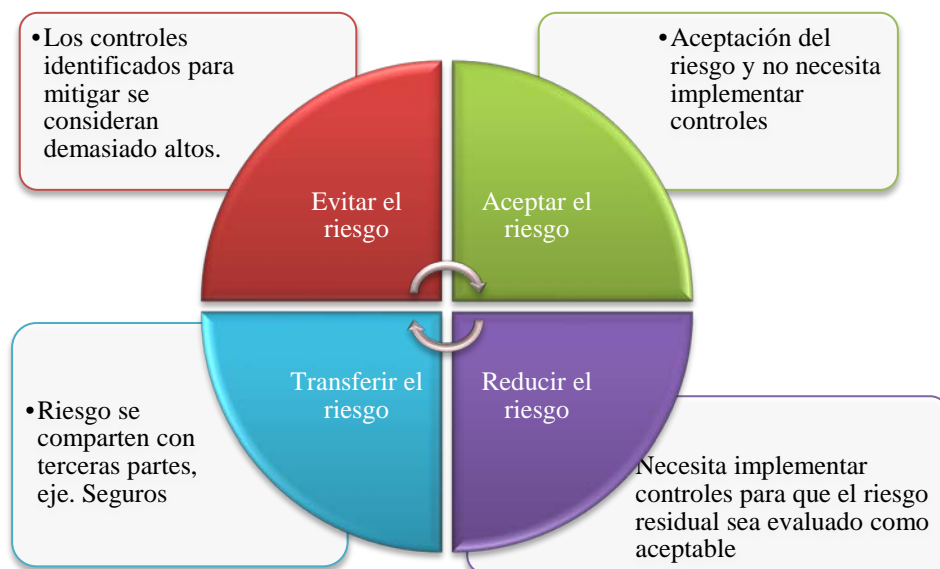 •Los controles
identificados para
mitigar se
consideran
demasiado altos.
•Aceptación del
riesgo y no necesita
implementar
controles
Evitar el
riesgo
Aceptar el
riesgo
Transferir el
riesgo
Reducir el
riesgo
•Riesgo se
comparten con
terceras partes,
eje. Seguros
Necesita implementar
controles para que el riesgo
residual sea evaluado como
aceptable